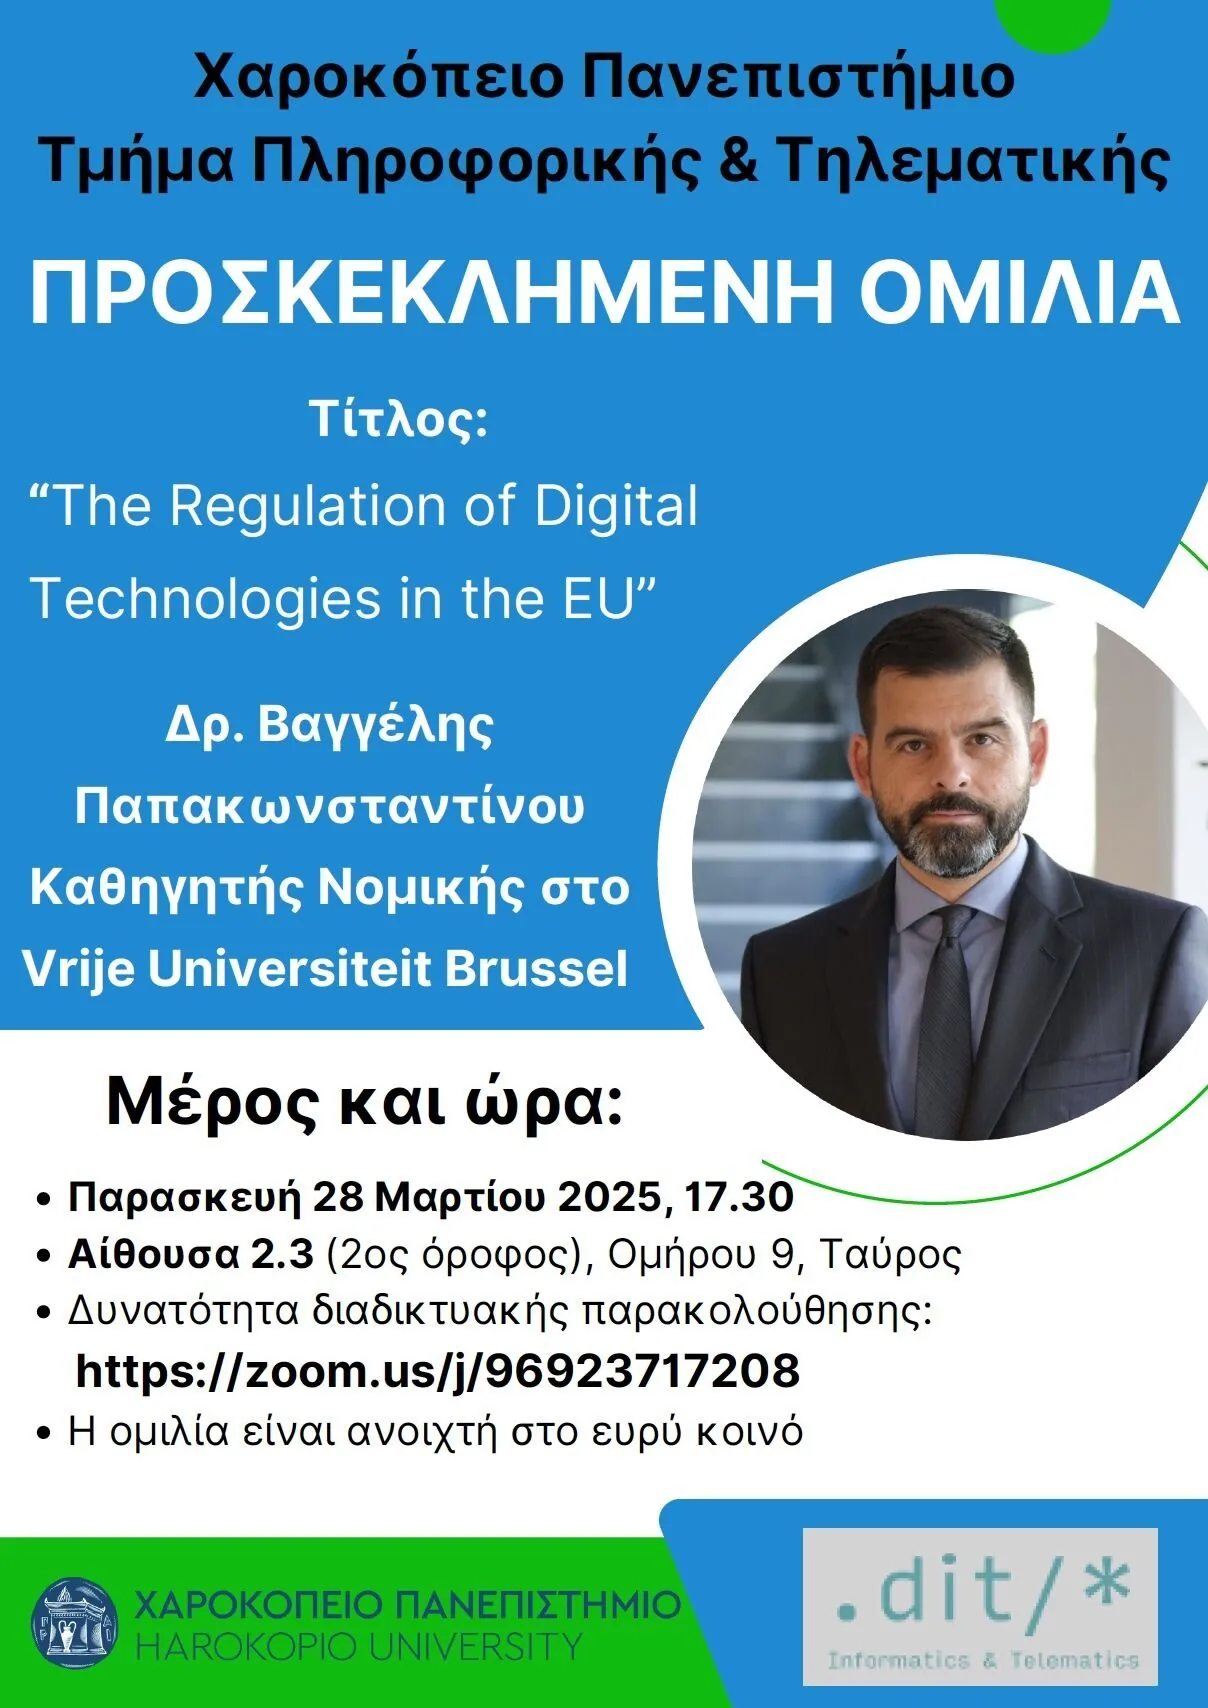 Χαροκόπειο Πανεπιστήμιο
Τμήμα Πληροφορικής & Τηλεματικής
ΠΡΟΣΚΕΚΛΗΜΕΝΗ ΟΜΙΛΙΑ
Τίτλος:
“The Regulation of Digital
Technologies in the EU”
Δρ. Βαγγέλης
Παπακωνσταντίνου
Καθηγητής Νομικής στο
Vrije Universiteit Brussel
Μέρος και ώρα:
• Παρασκευή 28 Μαρτίου 2025, 17.30
• Αίθουσα 2.3 (2ος όροφος), Ομήρου 9, Ταύρος
• Δυνατότητα διαδικτυακής παρακολούθησης:
https://zoom.us/j/96923717208
• Η ομιλία είναι ανοιχτή στο ευρύ κοινό
ΧΑΡΟΚΟΠΕΙΟ ΠΑΝΕΠΙΣΤΗΜΙΟ
HAROKOPIO UNIVERSITY
.dit/*
Informatics & Telematics